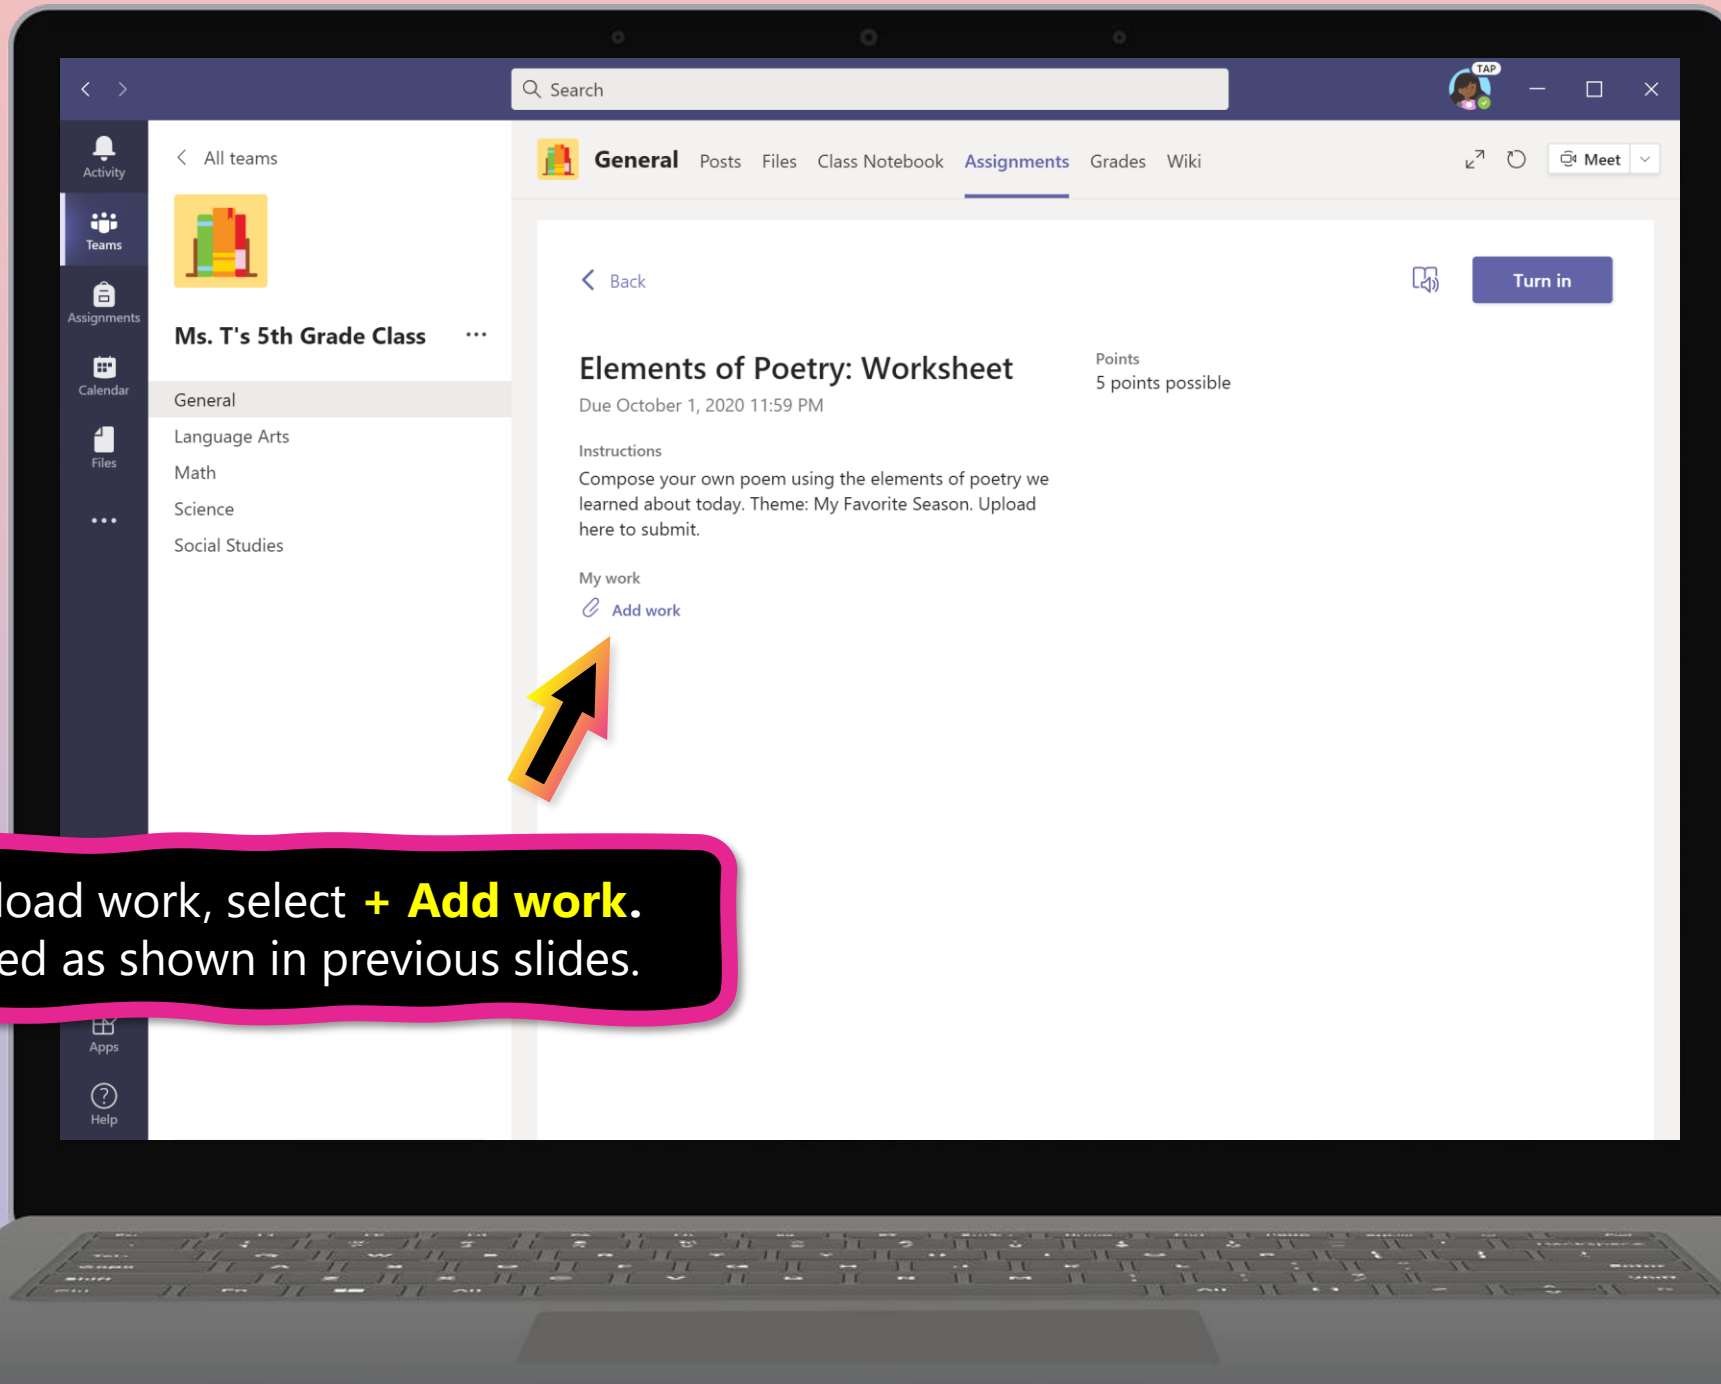 Search
TAP
Activity
Teams
Assignments
Calendar
Files
Apps
Help
All teams
Ms. T's 5th Grade Class
General
Language Arts
Math
Science
Social Studies
General Posts Files Class Notebook Assignments Grades Wiki
Meet
Back
Turn in
Elements of Poetry: Worksheet
Due October 1, 2020 11:59 PM
Points
5 points possible
Instructions
Compose your own poem using the elements of poetry we
learned about today. Theme: My Favorite Season. Upload
here to submit.
My work
Add work
load work, select + Add work.
ed as shown in previous slides.